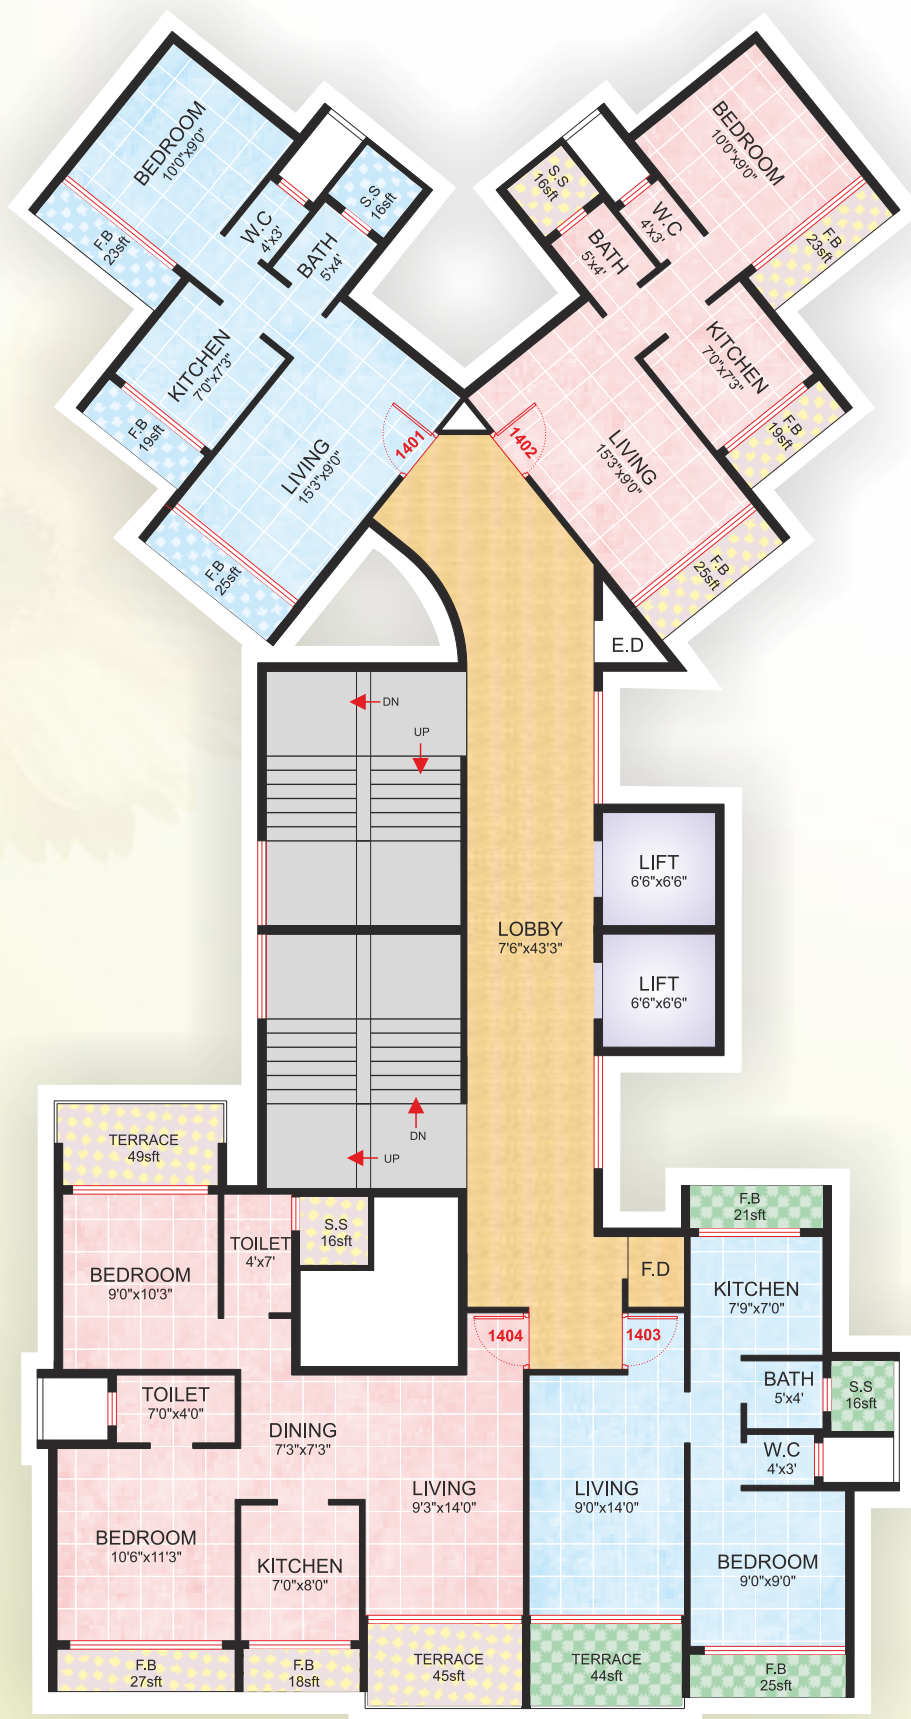 BEDROOM
10'0"x9'0"
F.B
23sft
W.C
4'x3'
S.S
16sft
BATH
5'x4'
KITCHEN
7'0"x7'3"
F.B
19sft
LIVING
15'3"x9'0"
F.B
25sft
1401
BEDROOM
10'0"x9'0"
F.B
23sft
W.C
4'x3'
S.S
16sft
BATH
5'x4'
KITCHEN
7'0"x7'3"
F.B
19sft
LIVING
15'3"x9'0"
F.B
25sft
1402
E.D
DN
UP
LIFT
6'6"x6'6"
LOBBY
7'6"x43'3"
LIFT
6'6"x6'6"
DN
UP
TERRACE
49sft
BEDROOM
9'0"x10'3"
TOILET
4'x7'
S.S
16sft
TOILET
7'0"x4'0"
DINING
7'3"x7'3"
LIVING
9'3"x14'0"
BEDROOM
10'6"x11'3"
KITCHEN
7'0"x8'0"
F.B
27sft
F.B
18sft
TERRACE
45sft
1404
1403
F.D
F.B
21sft
KITCHEN
7'9"x7'0"
BATH
5'x4'
S.S
16sft
W.C
4'x3'
LIVING
9'0"x14'0"
BEDROOM
9'0"x9'0"
TERRACE
44sft
F.B
25sft